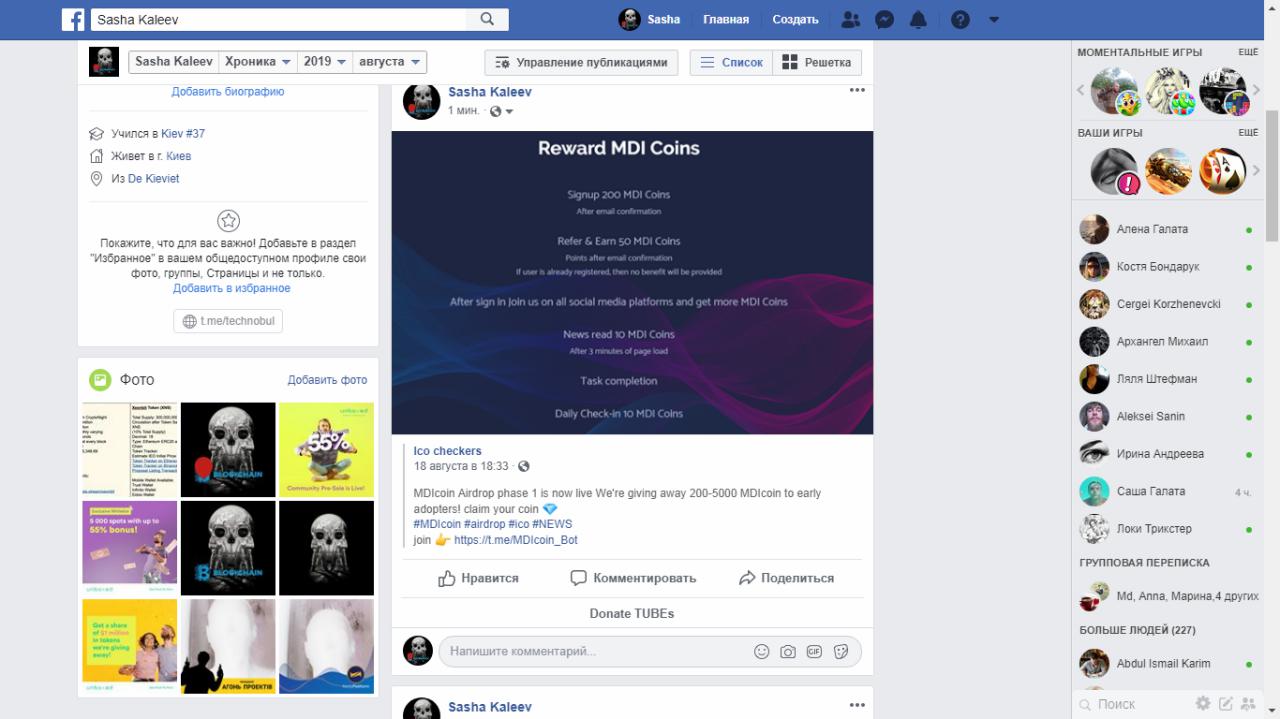 Sasha Kaleev
Sasha
Главная
Создать
Sasha Kaleev
Хроника
2019
августа
Управление публикациями
Список
Решетка
Добавить биографию
Учился в Kiev #37
Живет в г. Киев
Из De Kieviet
Покажите, что для вас важно! Добавьте в раздел
"Избранное" в вашем общедоступном профиле свои
фото, группы, Страницы и не только.
Добавить в избранное
t.me/technobul
Фото
Добавить фото
BLOCKCHAIN
55%
Community Pre-Sale is Live!
Exclusive Whitelist
5 000 spots with up to
55% bonus!
BLOCKCHAIN
Get a share
of $1 million
in tokens
we're giving
away!
АГОНЬ ПРОЕКТІВ
Sasha Kaleev
1 мин.
Reward MDI Coins
Signup 200 MDI Coins
After email confirmation
Refer & Earn 50 MDI Coins
Points after email confirmation
If user is already registered, then no benefit will be provided
After sign in Join us on all social media platforms and get more MDI Coins
News read 10 MDI Coins
After 3 minutes of page load
Task completion
Daily Check-in 10 MDI Coins
Ico checkers
18 августа в 18:33
MDIcoin Airdrop phase 1 is now live We're giving away 200-5000 MDIcoin to early
adopters! claim your coin 💎
#MDIcoin #airdrop #ico #NEWS
join 👉 https://t.me/MDIcoin_Bot
Нравится
Комментировать
Поделиться
Donate TUBEs
Напишите комментарий...
GIF
Sasha Kaleev
МОМЕНТАЛЬНЫЕ ИГРЫ
ЕЩЁ
ВАШИ ИГРЫ
ЕЩЁ
Алена Галата
Костя Бондарук
Cergei Korzhenevcki
Архангел Михаил
Ляля Штефман
Aleksei Sanin
Ирина Андреева
Саша Галата
4 ч.
Локи Трикстер
ГРУППОВАЯ ПЕРЕПИСКА
Md, Anna, Марина,4 других
БОЛЬШЕ ЛЮДЕЙ (227)
Abdul Ismail Karim
Поиск